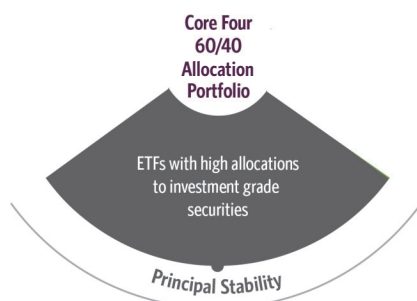 Core Four
60/40
Allocation
Portfolio
ETFs with high allocations
to investment grade
securities
Principal Stability